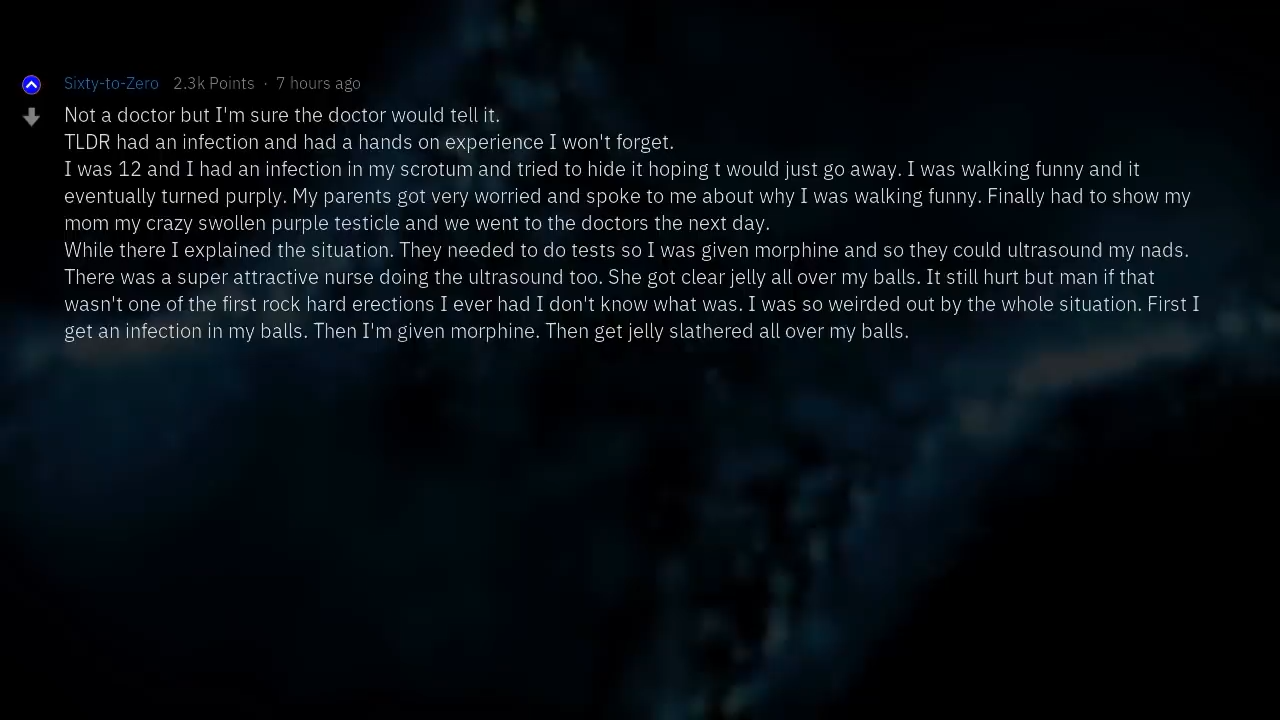 Sixty-to-Zero 2.3k Points · 7 hours ago
Not a doctor but I'm sure the doctor would tell it.
TLDR had an infection and had a hands on experience I won't forget.
I was 12 and I had an infection in my scrotum and tried to hide it hoping t would just go away. I was walking funny and it
eventually turned purply. My parents got very worried and spoke to me about why I was walking funny. Finally had to show my
mom my crazy swollen purple testicle and we went to the doctors the next day.
While there I explained the situation. They needed to do tests so I was given morphine and so they could ultrasound my nads.
There was a super attractive nurse doing the ultrasound too. She got clear jelly all over my balls. It still hurt but man if that
wasn't one of the first rock hard erections I ever had I don't know what was. I was so weirded out by the whole situation. First I
get an infection in my balls. Then I'm given morphine. Then get jelly slathered all over my balls.